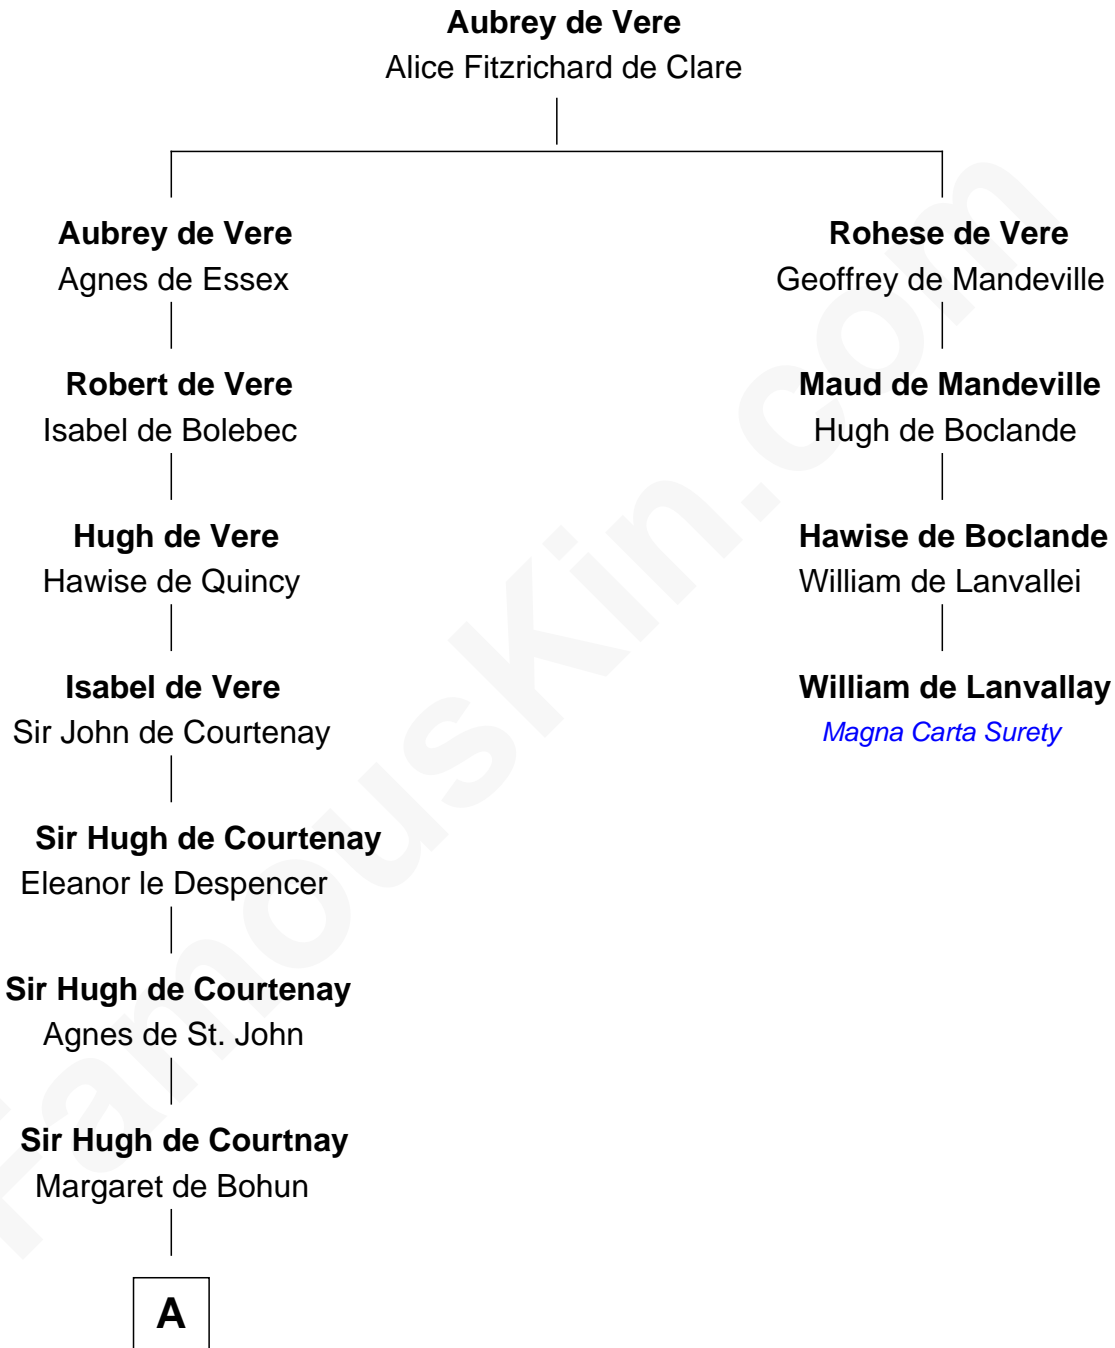 Aubrey de Vere
Alice Fitzrichard de Clare
Aubrey de Vere
Agnes de Essex
Rohese de Vere
Geoffrey de Mandeville
Robert de Vere
Isabel de Bolebec
Maud de Mandeville
Hugh de Boclande
Hugh de Vere
Hawise de Quincy
Hawise de Boclande
William de Lanvallei
Isabel de Vere
Sir John de Courtenay
William de Lanvallay
Magna Carta Surety
Sir Hugh de Courtenay
Eleanor le Despencer
Sir Hugh de Courtenay
Agnes de St. John
Sir Hugh de Courtnay
Margaret de Bohun
A
FamousKin.com